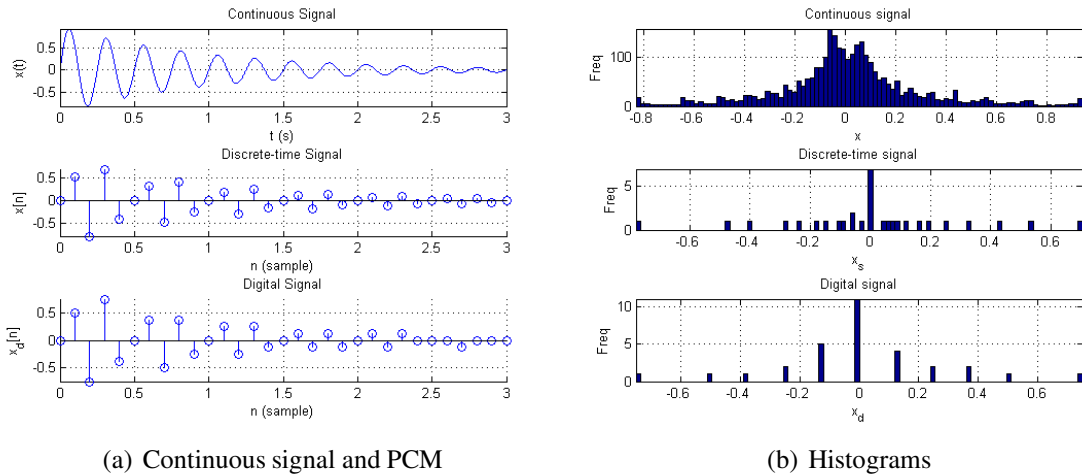 Continuous Signal
0.5
0
-0.5
x(t)
0 0.5 1 1.5 2 2.5 3
t (s)
Discrete-time Signal
0.5
0
-0.5
x[n]
0 0.5 1 1.5 2 2.5 3
n (sample)
Digital Signal
0.5
0
-0.5
x_d[n]
0 0.5 1 1.5 2 2.5 3
n (sample)
(a) Continuous signal and PCM
Continuous signal
100
0
Freq
-0.8 -0.6 -0.4 -0.2 0 0.2 0.4 0.6 0.8
x
Discrete-time signal
5
0
Freq
-0.6 -0.4 -0.2 0 0.2 0.4 0.6
x_s
Digital signal
10
5
0
Freq
-0.6 -0.4 -0.2 0 0.2 0.4 0.6
x_d
(b) Histograms